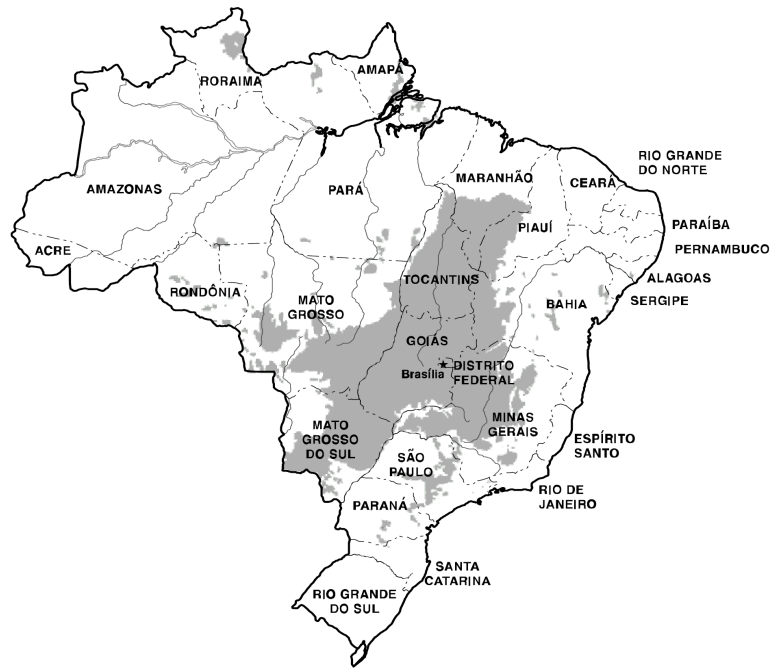 RORAIMA
AMAPÁ
RIO GRANDE
DO NORTE
AMAZONAS
PARÁ
MARANHÃO
CEARÁ
PIAUÍ
PARAÍBA
ACRE
PERNAMBUCO
RONDÔNIA
MATO
GROSSO
TOCANTINS
BAHIA
ALAGOAS
SERGIPE
GOIÁS
Brasília
DISTRITO
FEDERAL
MATO
GROSSO
DO SUL
MINAS
GERAIS
ESPÍRITO
SANTO
SÃO
PAULO
RIO DE
JANEIRO
PARANÁ
SANTA
CATARINA
RIO GRANDE
DO SUL